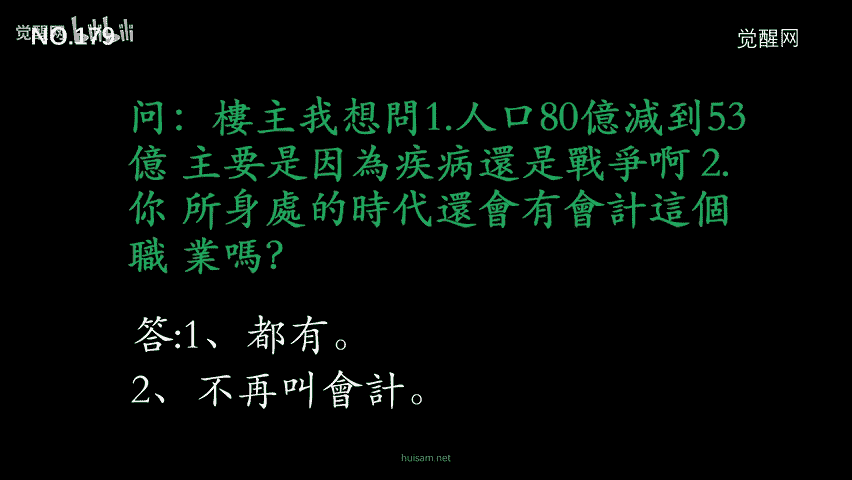 觉醒网
NO.179
觉醒网
问：樓主我想問1.人口80億減到53
億 主要是因為疾病還是戰爭啊 2.
你 所身處的時代還會有會計這個
職 業嗎？
答:1、都有。
2、不再叫會計。
huisam.net